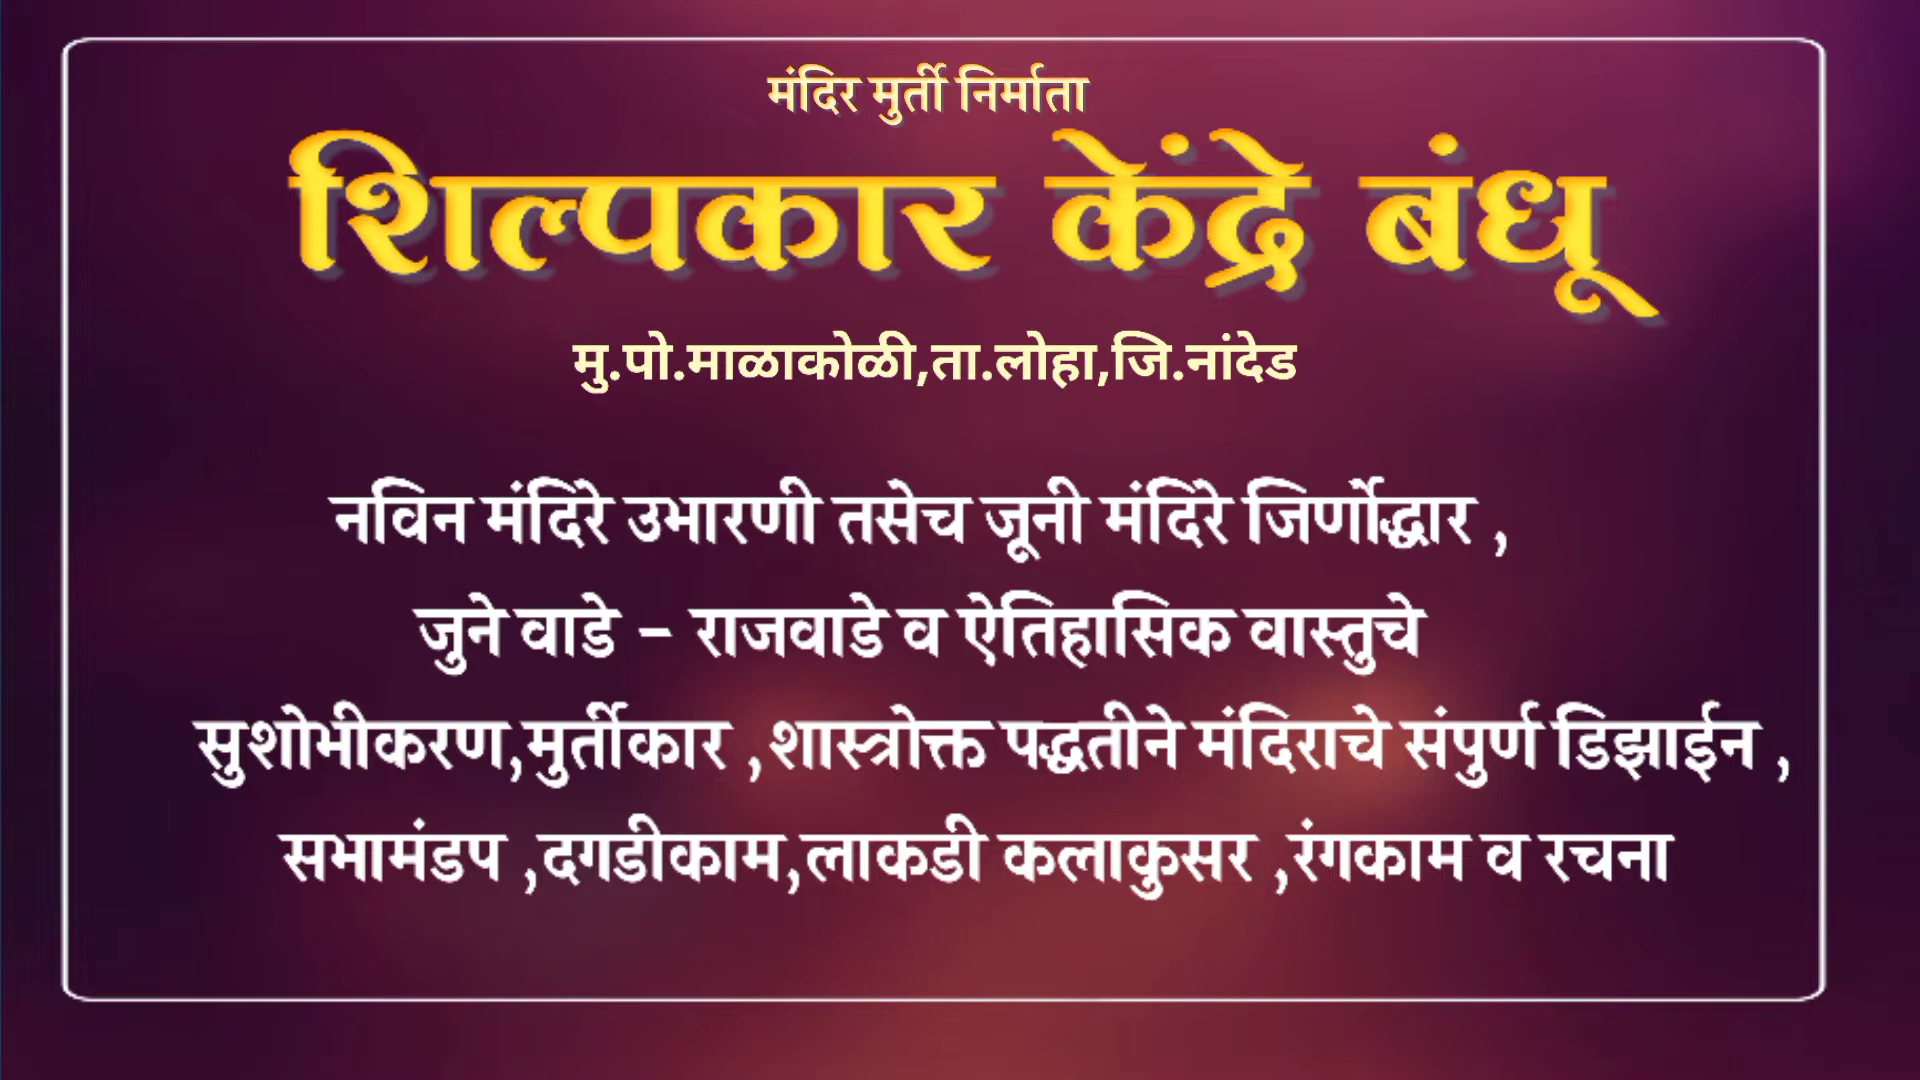 मंदिर मुर्ती निर्माता
शिल्पकार केंद्रे बंधू
मु.पो.माळाकोळी,ता.लोहा,जि.नांदेड
नविन मंदिरे उभारणी तसेच जूनी मंदिरे जिर्णोद्धार ,
जुने वाडे - राजवाडे व ऐतिहासिक वास्तुचे
सुशोभीकरण,मुर्तीकार ,शास्त्रोक्त पद्धतीने मंदिराचे संपुर्ण डिझाईन ,
सभामंडप ,दगडीकाम,लाकडी कलाकुसर ,रंगकाम व रचना